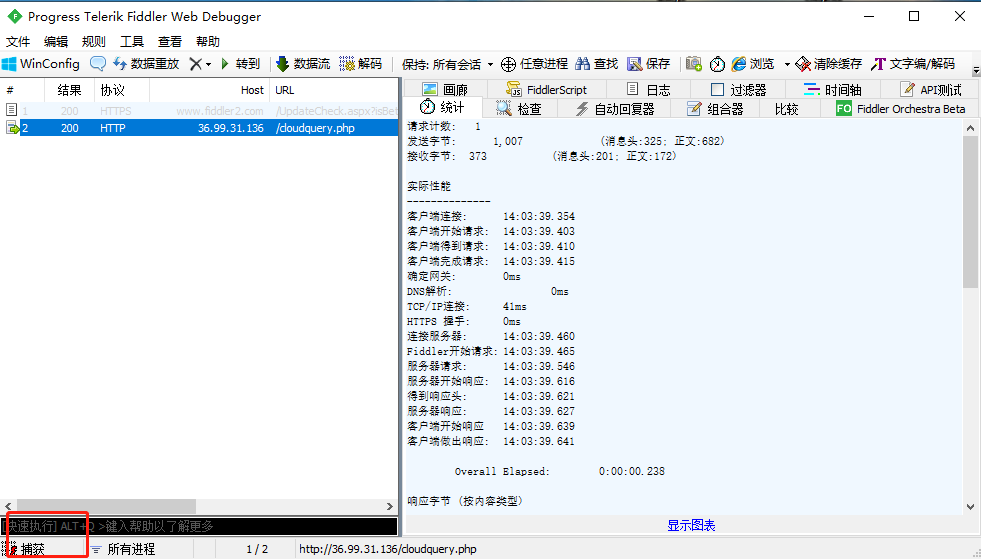 Progress Telerik Fiddler Web Debugger
文件 编辑 规则 工具 查看 帮助
WinConfig 数据重放 转到 数据流 解码 保持: 所有会话 任意进程 查找 保存 浏览 清除缓存 文字编/解码
# 结果 协议 Host URL
1 200 HTTPS www.fiddler2.com /UpdateCheck.aspx?isBet
2 200 HTTP 36.99.31.136 /cloudquery.php
画廊 FiddlerScript 日志 过滤器 时间轴 API测试
统计 检查 自动回复器 组合器 比较 FO Fiddler Orchestra Beta
请求计数: 1
发送字节: 1,007 (消息头:325; 正文:682)
接收字节: 373 (消息头:201; 正文:172)
实际性能
--------------
客户端连接: 14:03:39.354
客户端开始请求: 14:03:39.403
客户端得到请求: 14:03:39.410
客户端完成请求: 14:03:39.415
确定网关: 0ms
DNS解析: 0ms
TCP/IP连接: 41ms
HTTPS 握手: 0ms
连接服务器: 14:03:39.460
Fiddler开始请求: 14:03:39.465
服务器请求: 14:03:39.546
服务器开始响应: 14:03:39.616
得到响应头: 14:03:39.621
服务器响应: 14:03:39.627
客户端开始响应 14:03:39.639
客户端做出响应: 14:03:39.641
Overall Elapsed: 0:00:00.238
响应字节 (按内容类型)
显示图表
[快速执行] ALT+Q >键入帮助以了解更多
捕获 所有进程 1 / 2 http://36.99.31.136/cloudquery.php